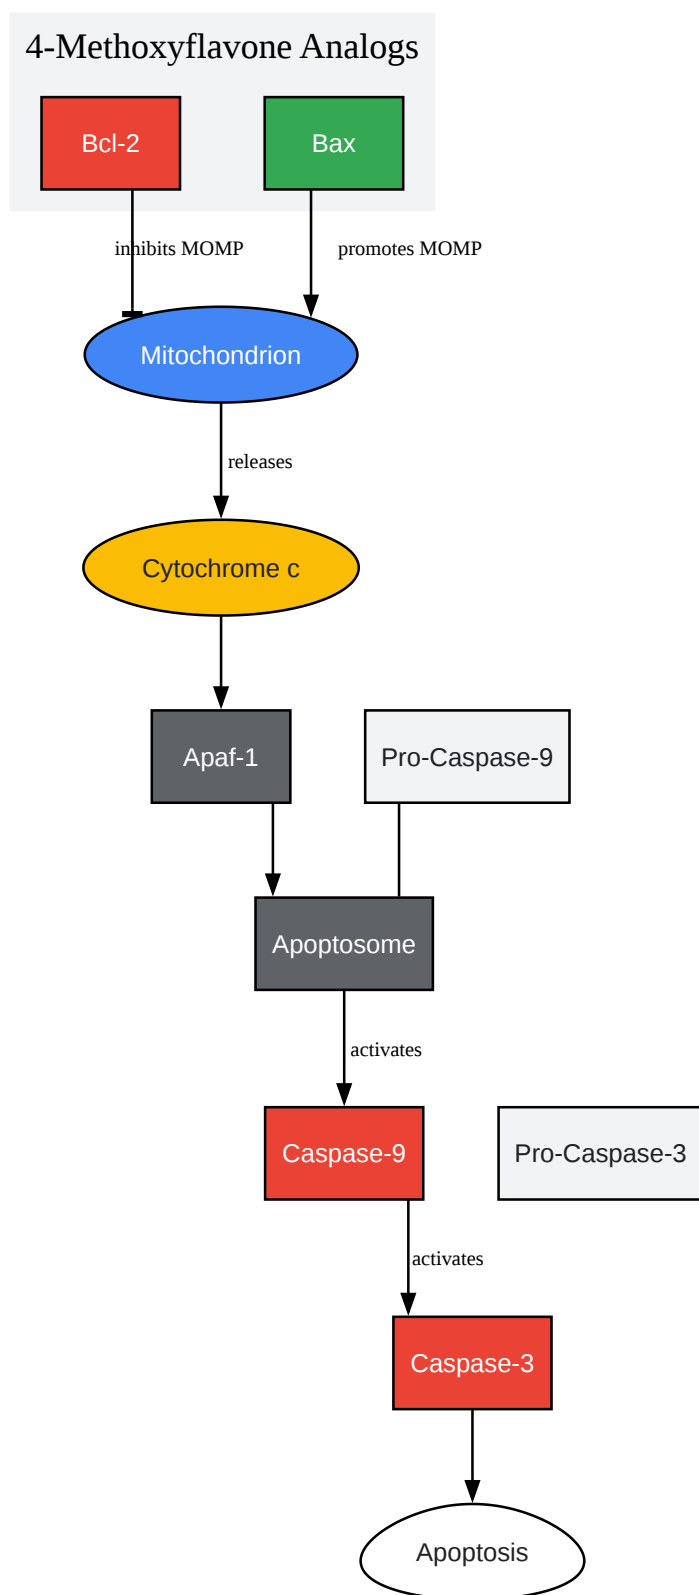 4-Methoxyflavone Analogs
Bcl-2
Bax
inhibits MOMP
promotes MOMP
Mitochondrion
releases
Cytochrome c
Apaf-1
Pro-Caspase-9
Apoptosome
activates
Caspase-9
Pro-Caspase-3
activates
Caspase-3
Apoptosis